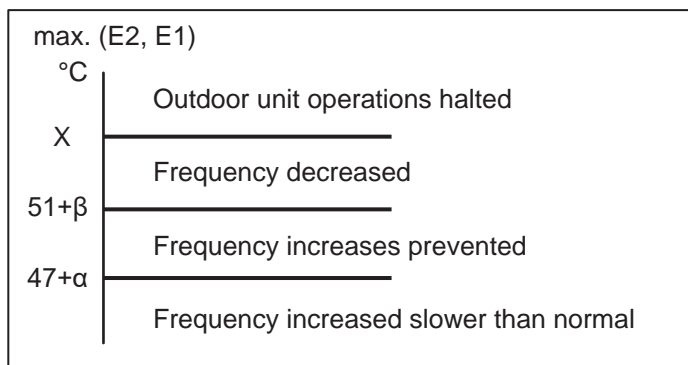 max. (E2, E1)
°C
Outdoor unit operations halted
X
Frequency decreased
51+β
Frequency increases prevented
47+α
Frequency increased slower than normal